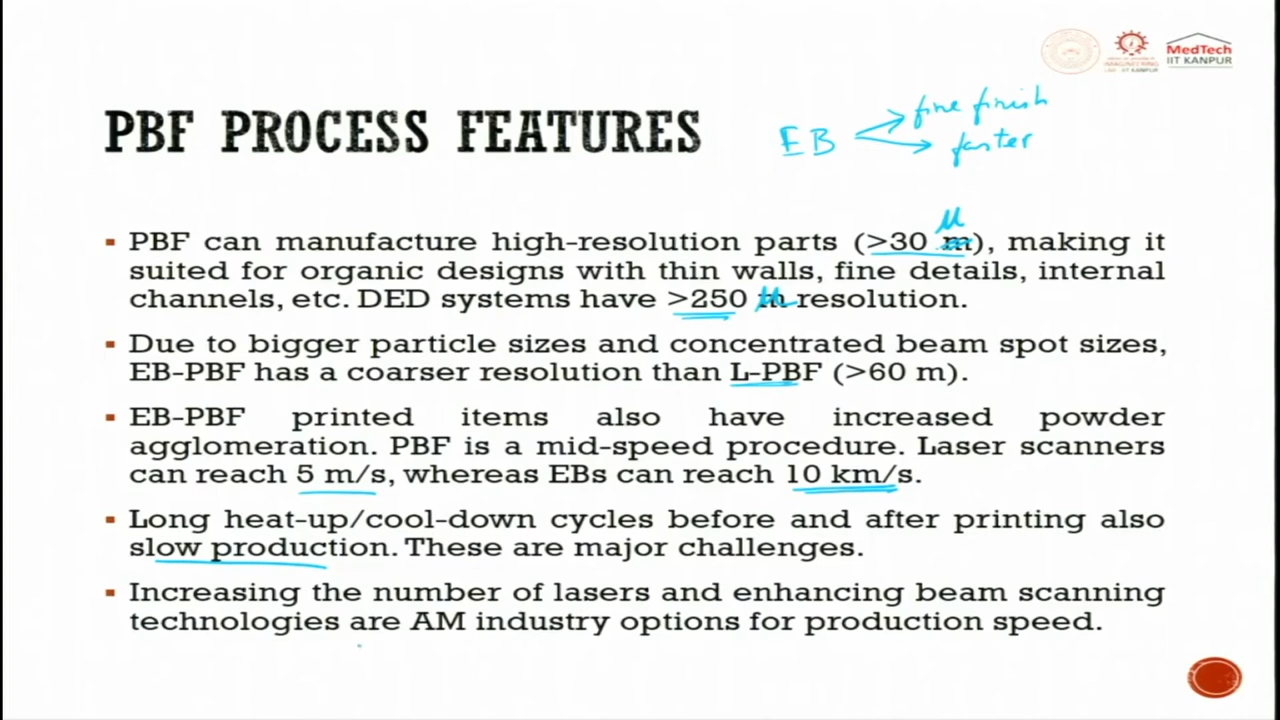 MedTech
IIT KANPUR
PBF PROCESS FEATURES
EB
fine finish
faster
μ
▪ PBF can manufacture high-resolution parts (>30 m), making it
suited for organic designs with thin walls, fine details, internal
channels, etc. DED systems have >250 μ resolution.
▪ Due to bigger particle sizes and concentrated beam spot sizes,
EB-PBF has a coarser resolution than L-PBF (>60 m).
▪ EB-PBF printed items also have increased powder
agglomeration. PBF is a mid-speed procedure. Laser scanners
can reach 5 m/s, whereas EBs can reach 10 km/s.
▪ Long heat-up/cool-down cycles before and after printing also
slow production. These are major challenges.
▪ Increasing the number of lasers and enhancing beam scanning
technologies are AM industry options for production speed.